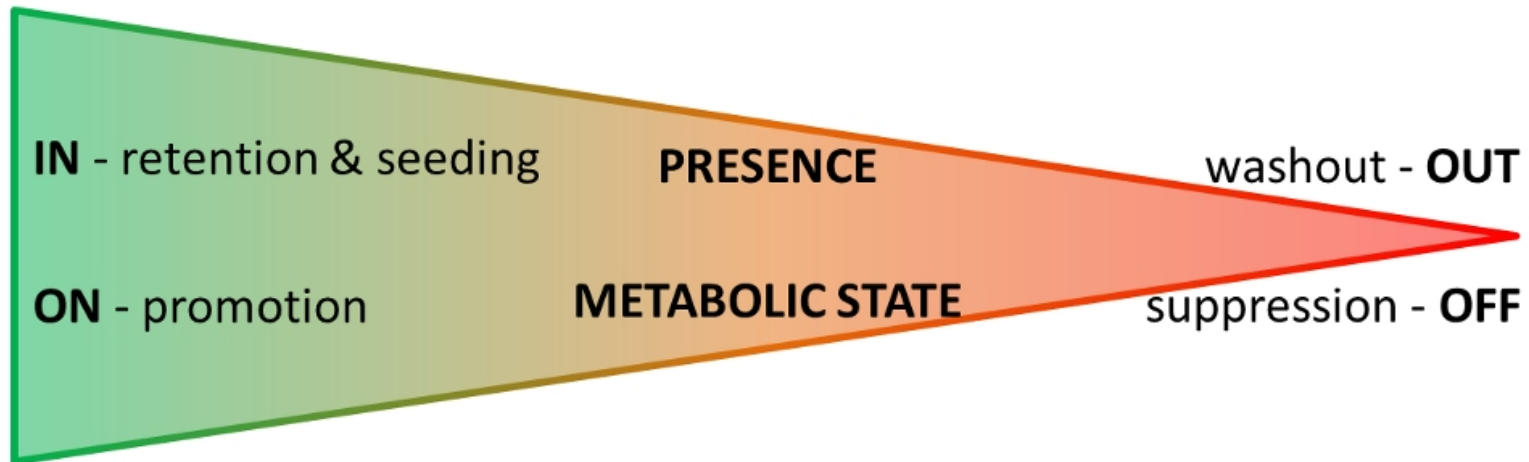 IN - retention & seeding PRESENCE washout - OUT
ON - promotion METABOLIC STATE suppression - OFF